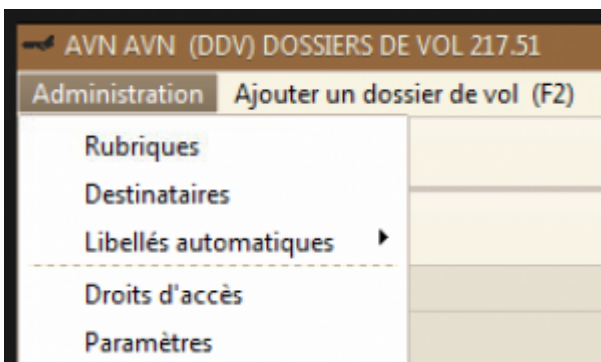 AVN AVN (DDV) DOSSIERS DE VOL 217.51
Administration Ajouter un dossier de vol (F2)
Rubriques
Destinataires
Libellés automatiques
Droits d'accès
Paramètres